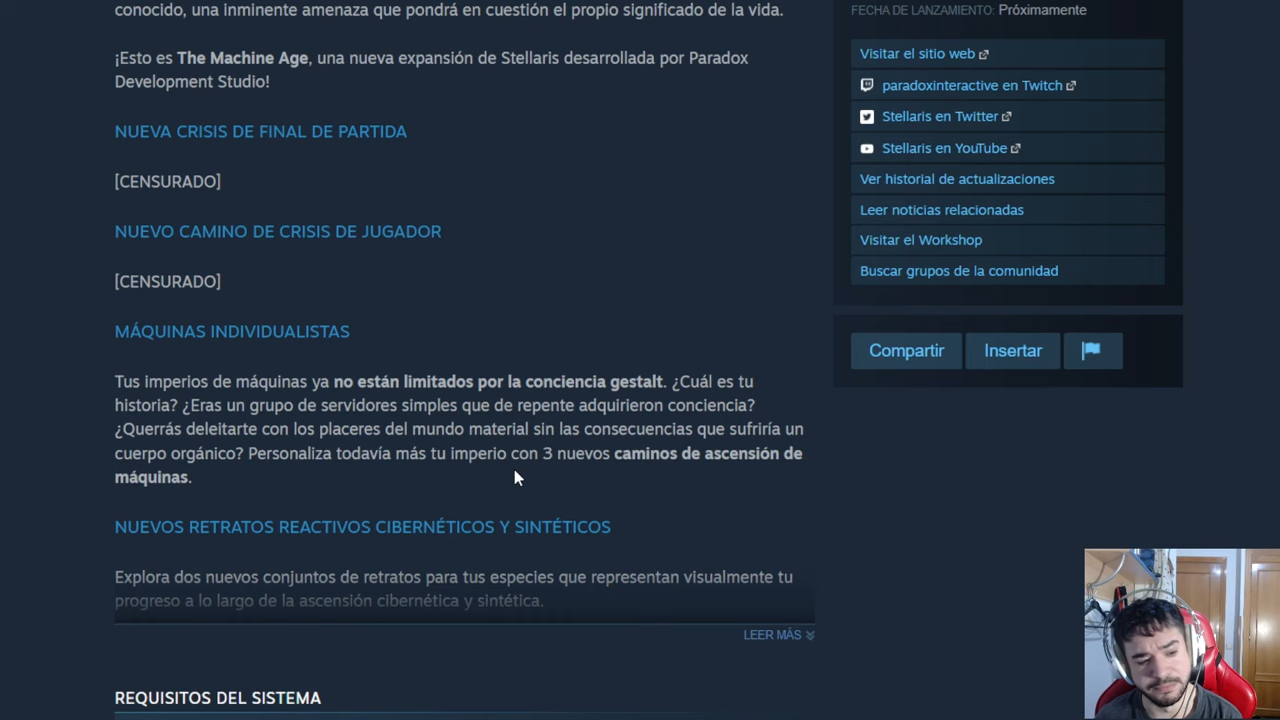 conocido, una inminente amenaza que pondrá en cuestión el propio significado de la vida.
¡Esto es The Machine Age, una nueva expansión de Stellaris desarrollada por Paradox
Development Studio!
NUEVA CRISIS DE FINAL DE PARTIDA
[CENSURADO]
NUEVO CAMINO DE CRISIS DE JUGADOR
[CENSURADO]
MÁQUINAS INDIVIDUALISTAS
Tus imperios de máquinas ya no están limitados por la conciencia gestalt. ¿Cuál es tu
historia? ¿Eras un grupo de servidores simples que de repente adquirieron conciencia?
¿Querrás deleitarte con los placeres del mundo material sin las consecuencias que sufriría un
cuerpo orgánico? Personaliza todavía más tu imperio con 3 nuevos caminos de ascensión de
máquinas.
NUEVOS RETRATOS REACTIVOS CIBERNÉTICOS Y SINTÉTICOS
Explora dos nuevos conjuntos de retratos para tus especies que representan visualmente tu
progreso a lo largo de la ascensión cibernética y sintética.
LEER MÁS
REQUISITOS DEL SISTEMA
FECHA DE LANZAMIENTO: Próximamente
Visitar el sitio web
paradoxinteractive en Twitch
Stellaris en Twitter
Stellaris en YouTube
Ver historial de actualizaciones
Leer noticias relacionadas
Visitar el Workshop
Buscar grupos de la comunidad
Compartir Insertar